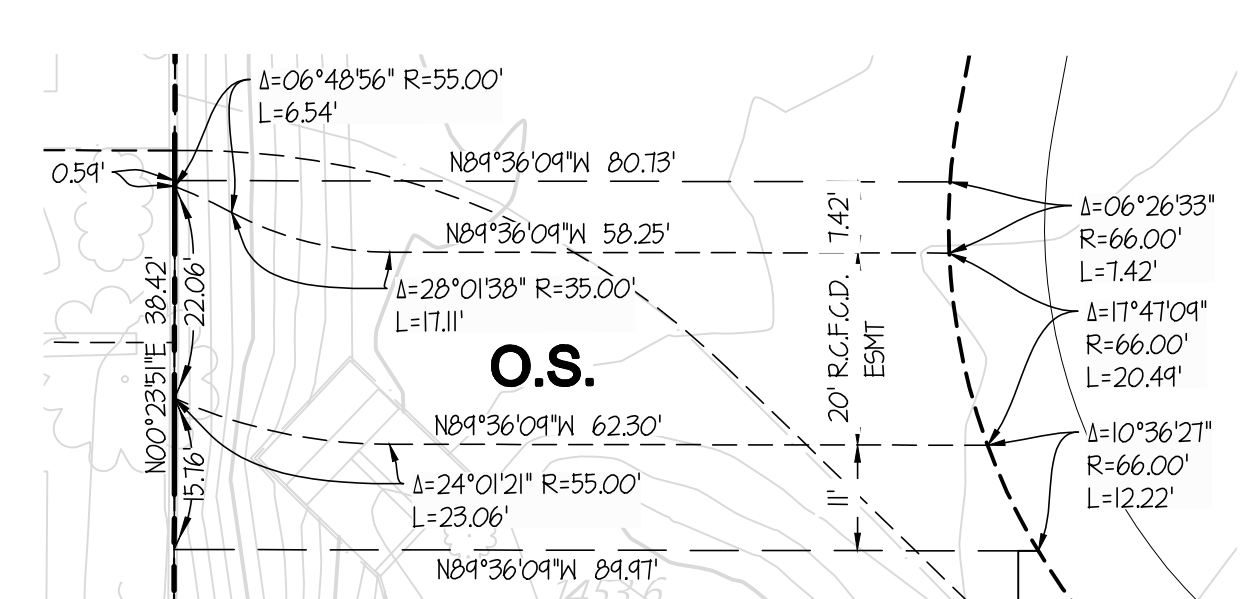 Δ=06°48'56" R=55.00'
L=6.54'
N89°36'09"W 80.73'
0.59'
Δ=06°26'33"
R=66.00'
L=7.42'
7.42'
N89°36'09"W 58.25'
N00°23'51"E 38.42'
22.06'
Δ=28°01'38" R=35.00'
L=17.11'
20' R.C.F.C.D.
ESMT
Δ=17°47'09"
R=66.00'
L=20.49'
O.S.
N89°36'09"W 62.30'
Δ=10°36'27"
R=66.00'
L=12.22'
15.76'
Δ=24°01'21" R=55.00'
L=23.06'
11'
N89°36'09"W 89.97'